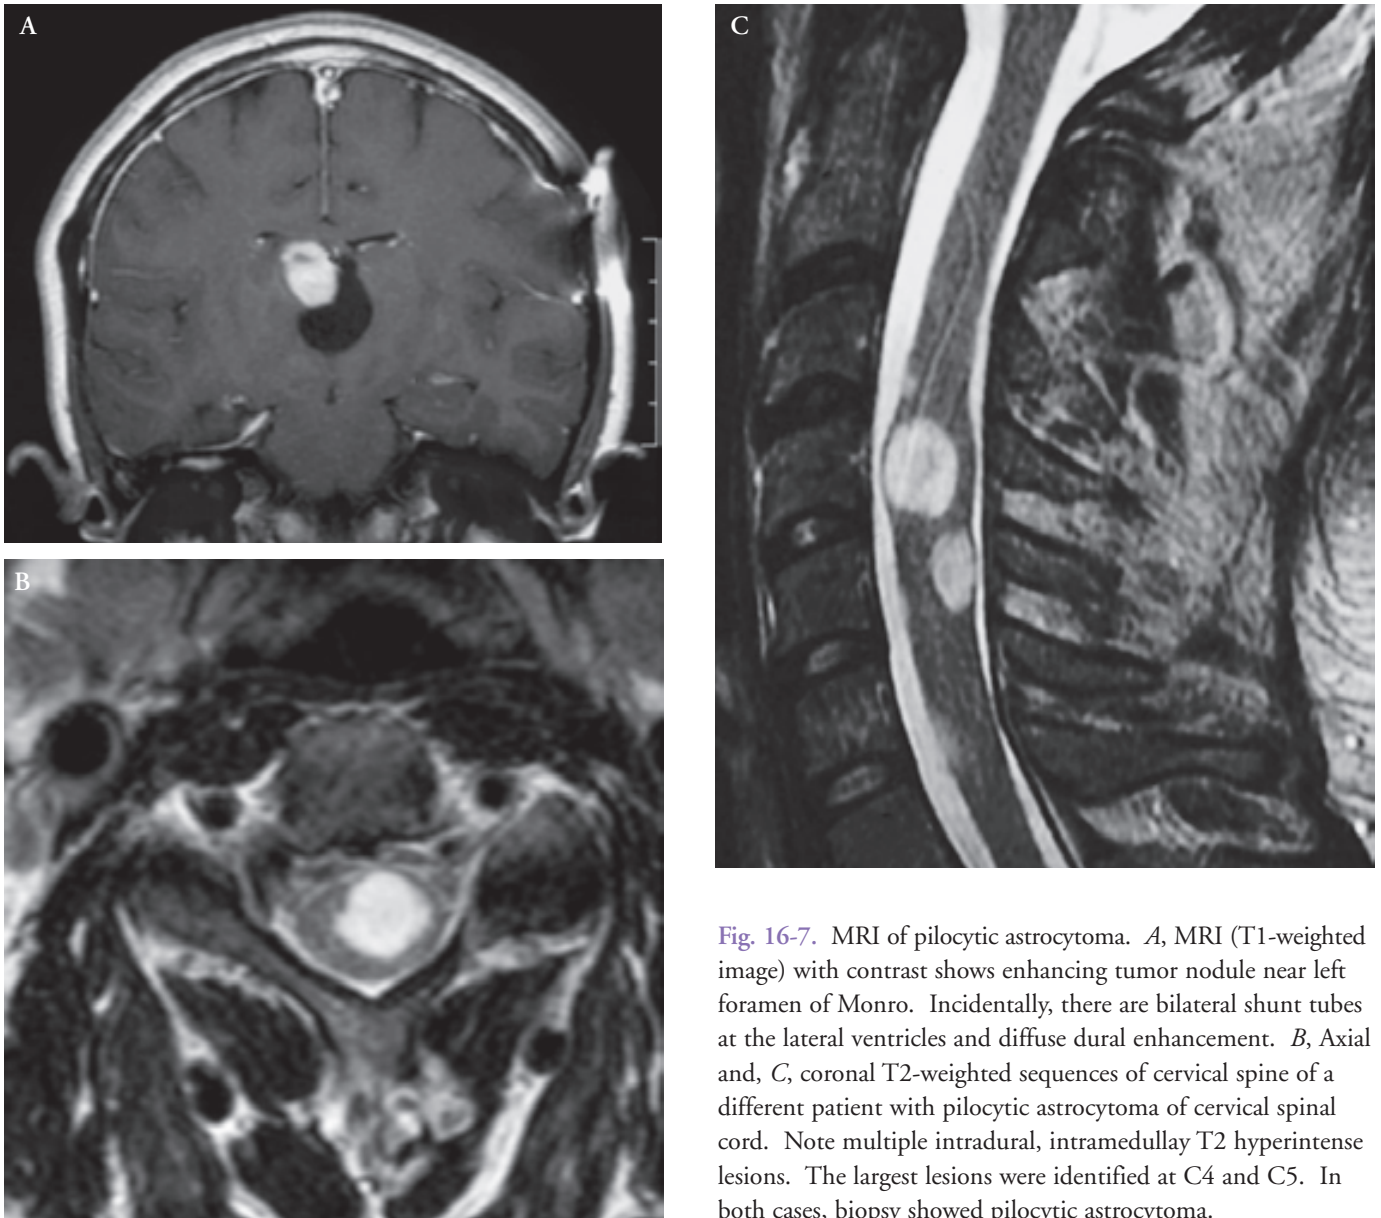 A
C
B
Fig. 16-7. MRI of pilocytic astrocytoma. A, MRI (T1-weighted
image) with contrast shows enhancing tumor nodule near left
foramen of Monro. Incidentally, there are bilateral shunt tubes
at the lateral ventricles and diffuse dural enhancement. B, Axial
and, C, coronal T2-weighted sequences of cervical spine of a
different patient with pilocytic astrocytoma of cervical spinal
cord. Note multiple intradural, intramedullay T2 hyperintense
lesions. The largest lesions were identified at C4 and C5. In
both cases, biopsy showed pilocytic astrocytoma.